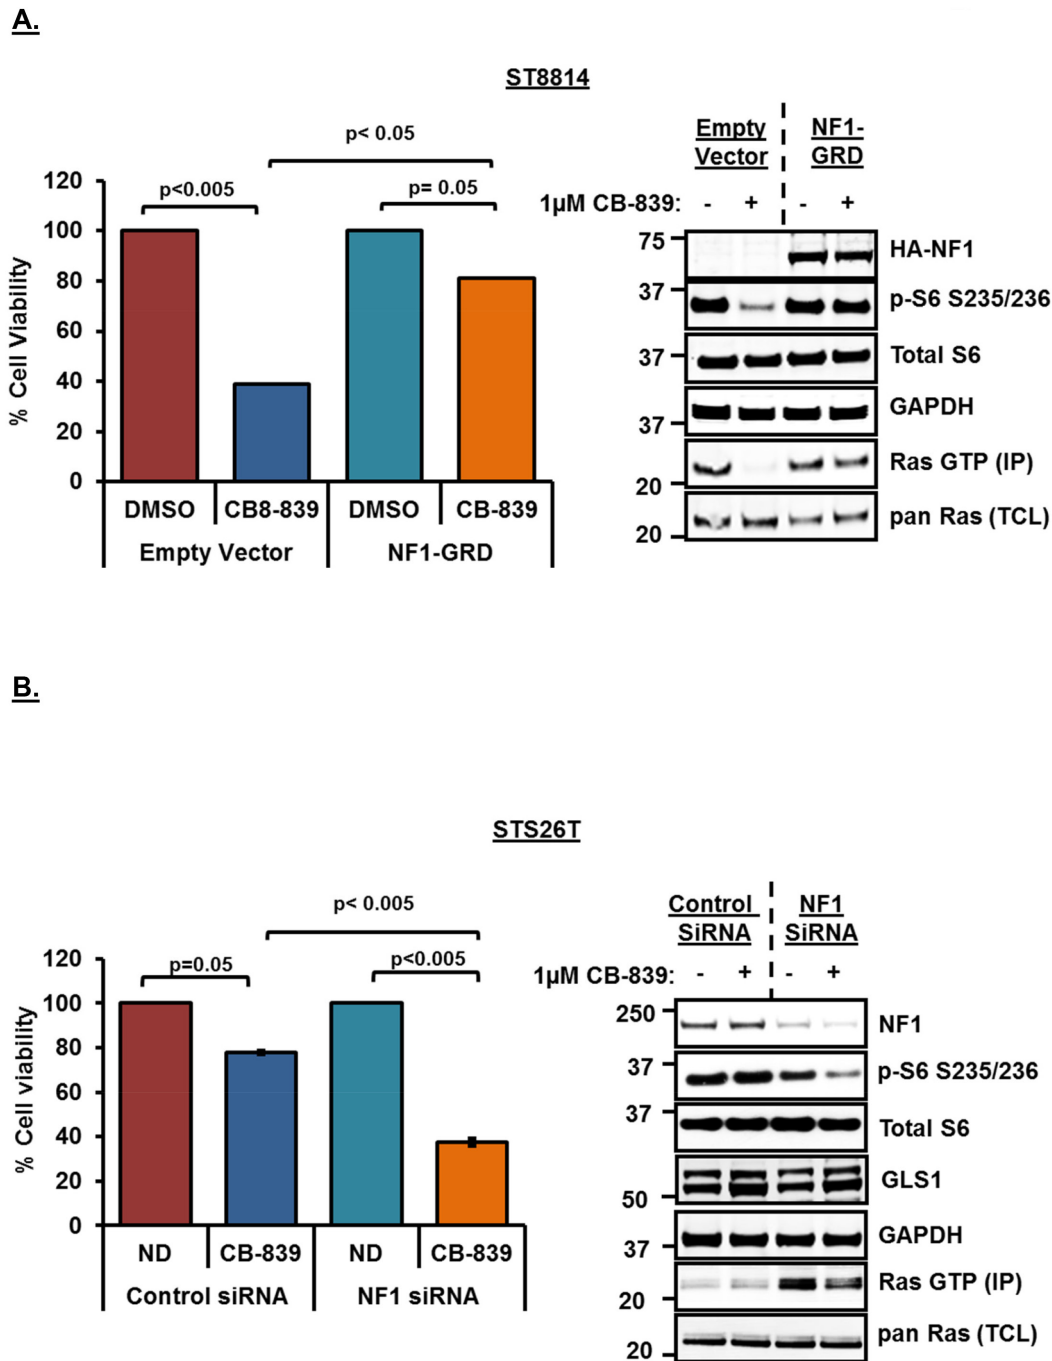 A.
ST8814
p< 0.05
p<0.005
p= 0.05
120
100
80
60
40
20
0
% Cell Viability
DMSO
CB8-839
DMSO
CB-839
Empty Vector
NF1-GRD
Empty
Vector
NF1-
GRD
1µM CB-839:
-
+
-
+
75
HA-NF1
37
p-S6 S235/236
37
Total S6
37
GAPDH
20
Ras GTP (IP)
20
pan Ras (TCL)
B.
STS26T
p< 0.005
p=0.05
p<0.005
120
100
80
60
40
20
0
% Cell viability
ND
CB-839
ND
CB-839
Control siRNA
NF1 siRNA
Control
SiRNA
NF1
SiRNA
1µM CB-839:
-
+
-
+
250
NF1
37
p-S6 S235/236
37
Total S6
50
GLS1
37
GAPDH
20
Ras GTP (IP)
20
pan Ras (TCL)